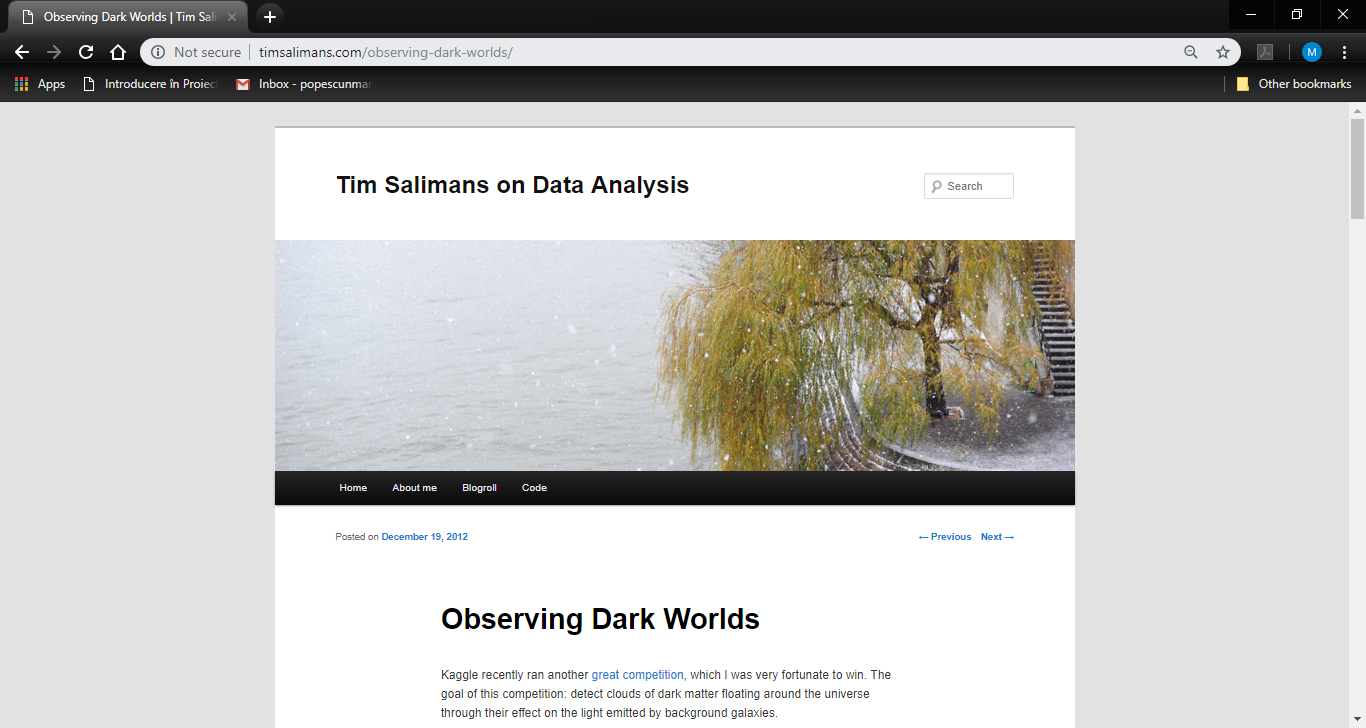 Observing Dark Worlds | Tim Sali
Not secure | timsalimans.com/observing-dark-worlds/
M
Apps
Introducere în Proiec
Inbox - popescunmar
Other bookmarks
Tim Salimans on Data Analysis
Search
Home About me Blogroll Code
Posted on December 19, 2012
← Previous Next →
Observing Dark Worlds
Kaggle recently ran another great competition, which I was very fortunate to win. The
goal of this competition: detect clouds of dark matter floating around the universe
through their effect on the light emitted by background galaxies.